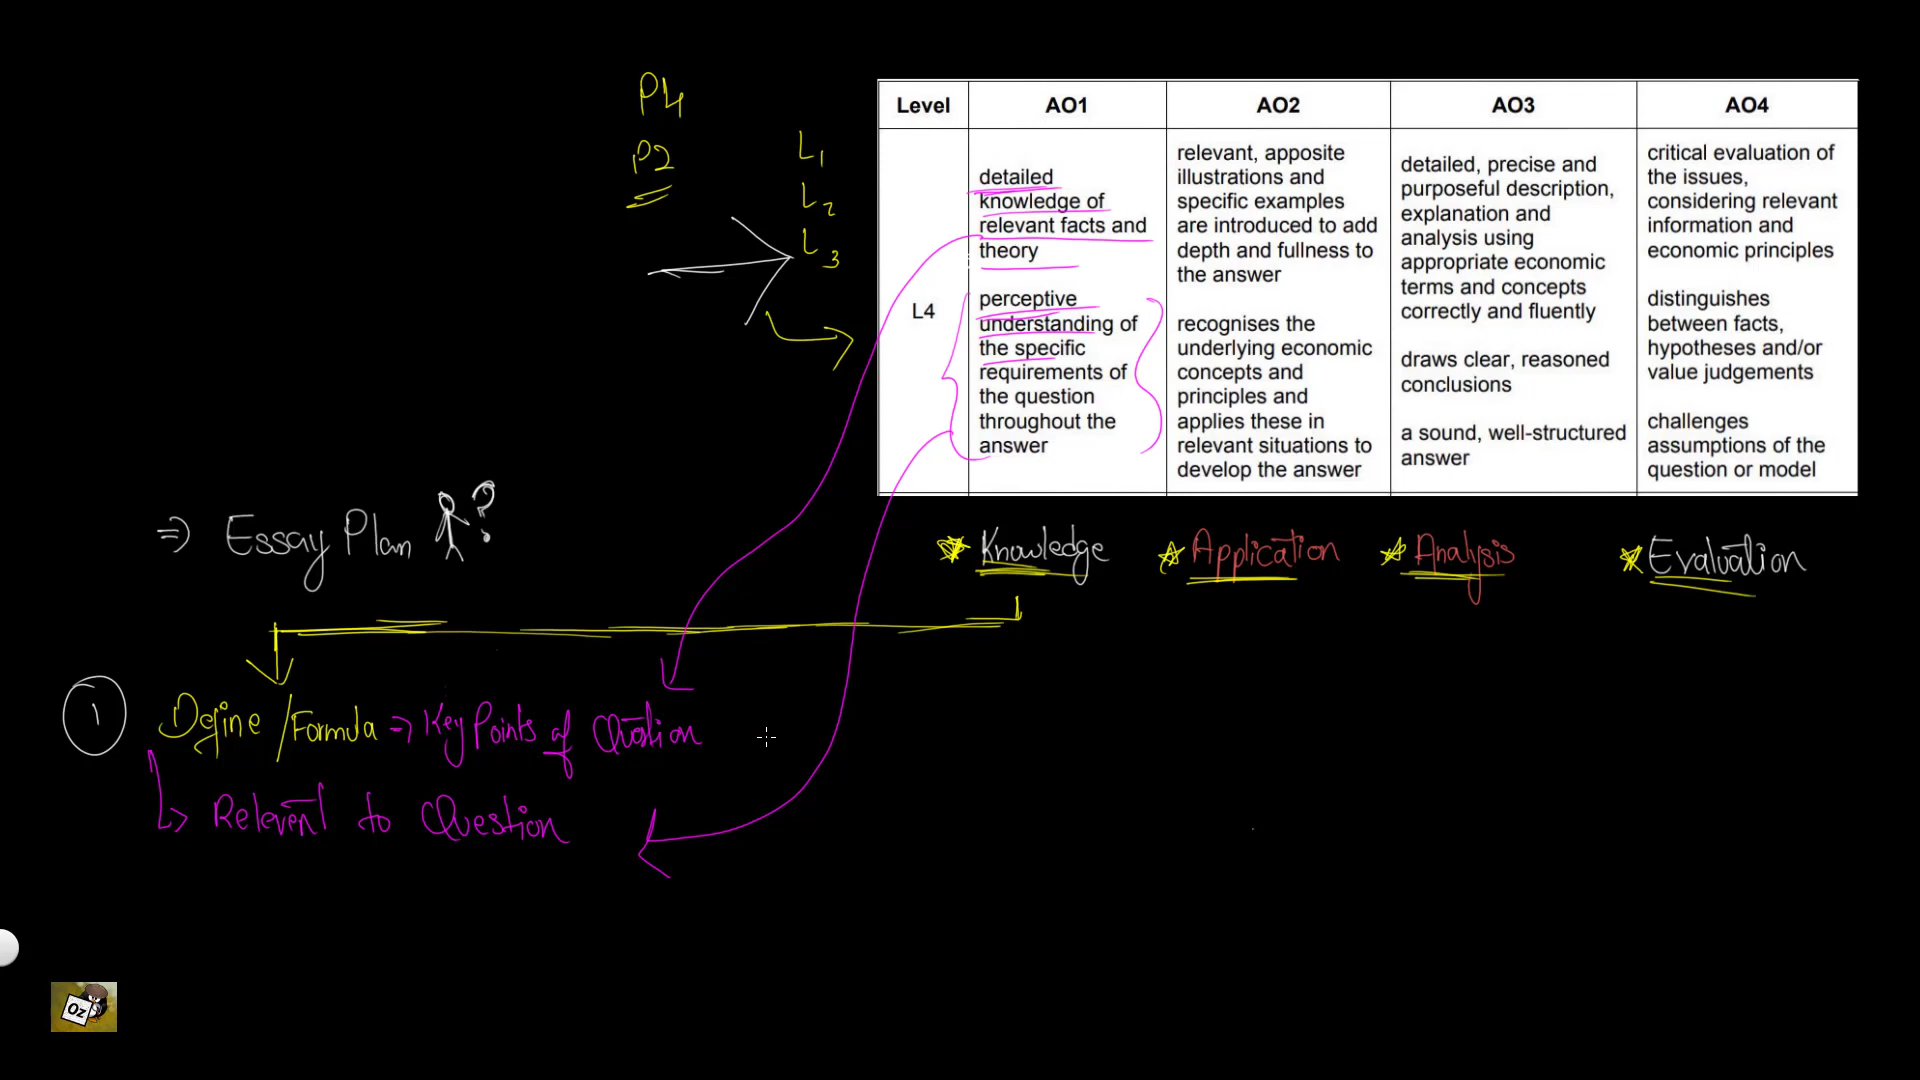 P4
P2
L1
L2
L3
Level AO1 AO2 AO3 AO4
L4
detailed
knowledge of
relevant facts and
theory
perceptive
understanding of
the specific
requirements of
the question
throughout the
answer
relevant, apposite
illustrations and
specific examples
are introduced to add
depth and fullness to
the answer
recognises the
underlying economic
concepts and
principles and
applies these in
relevant situations to
develop the answer
detailed, precise and
purposeful description,
explanation and
analysis using
appropriate economic
terms and concepts
correctly and fluently
draws clear, reasoned
conclusions
a sound, well-structured
answer
critical evaluation of
the issues,
considering relevant
information and
economic principles
distinguishes
between facts,
hypotheses and/or
value judgements
challenges
assumptions of the
question or model
Knowledge Application Analysis Evaluation
=> Essay Plan ?
1 Define / Formula => Key Points of Question
Relevent to Question
Oz